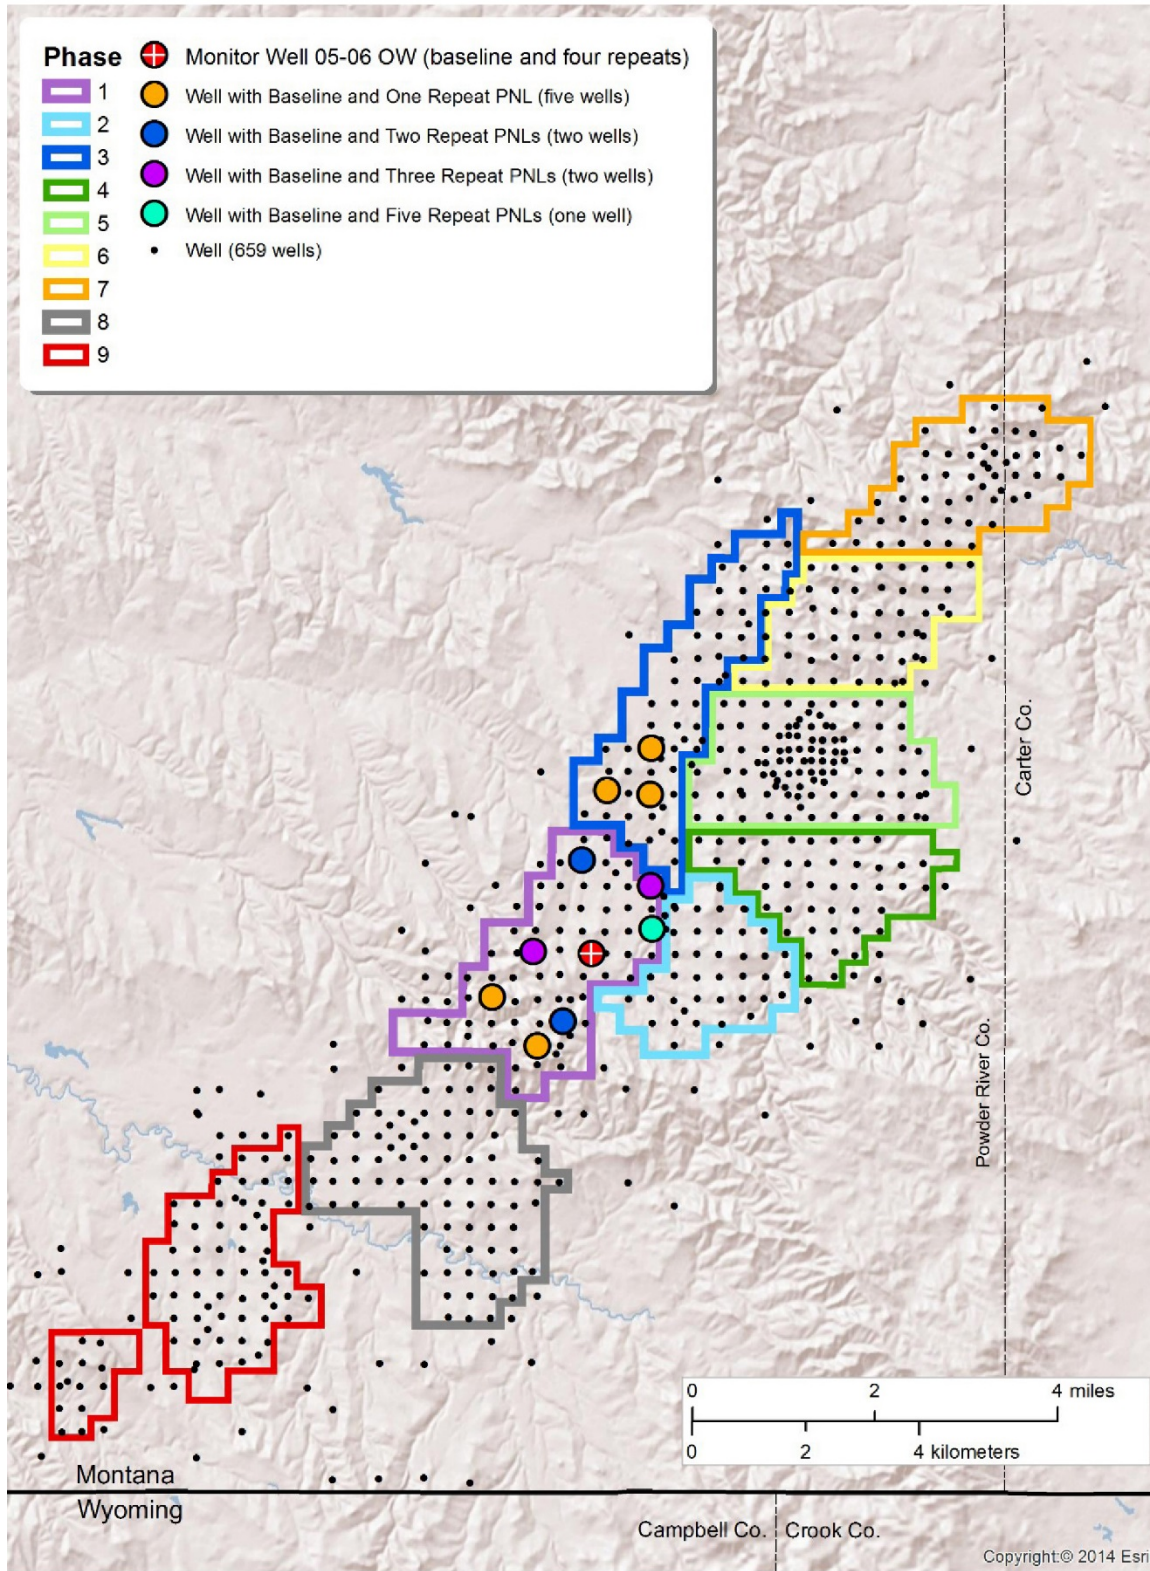 Phase
1
2
3
4
5
6
7
8
9
Monitor Well 05-06 OW (baseline and four repeats)
Well with Baseline and One Repeat PNL (five wells)
Well with Baseline and Two Repeat PNLs (two wells)
Well with Baseline and Three Repeat PNLs (two wells)
Well with Baseline and Five Repeat PNLs (one well)
Well (659 wells)
Carter Co.
Powder River Co.
0 2 4 miles
0 2 4 kilometers
Montana
Wyoming
Campbell Co.
Crook Co.
Copyright:© 2014 Esri